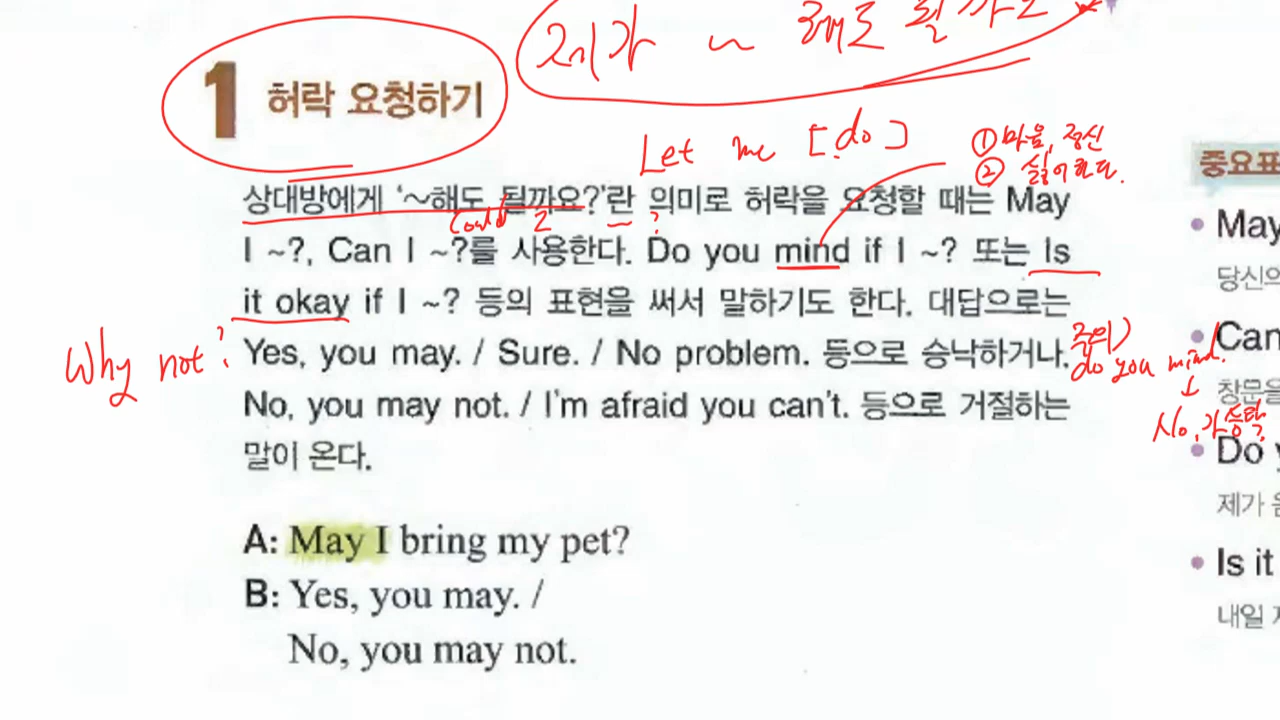 제가 ~ 해도 될까요
1 허락 요청하기
Let me [do]
① 마음, 정신
② 싫어한다.
중요표
상대방에게 '~해도 될까요?'란 의미로 허락을 요청할 때는 May
Could I ~?
I ~?, Can I ~?를 사용한다. Do you mind if I ~? 또는 Is
it okay if I ~? 등의 표현을 써서 말하기도 한다. 대답으로는
Why not?
Yes, you may. / Sure. / No problem. 등으로 승낙하거나,
주의)
do you mind
↓
No.가 승낙
No, you may not. / I'm afraid you can't. 등으로 거절하는
말이 온다.
A: May I bring my pet?
B: Yes, you may. /
No, you may not.
• May
당신의
• Can
창문을
• Do y
제가
• Is it
내일